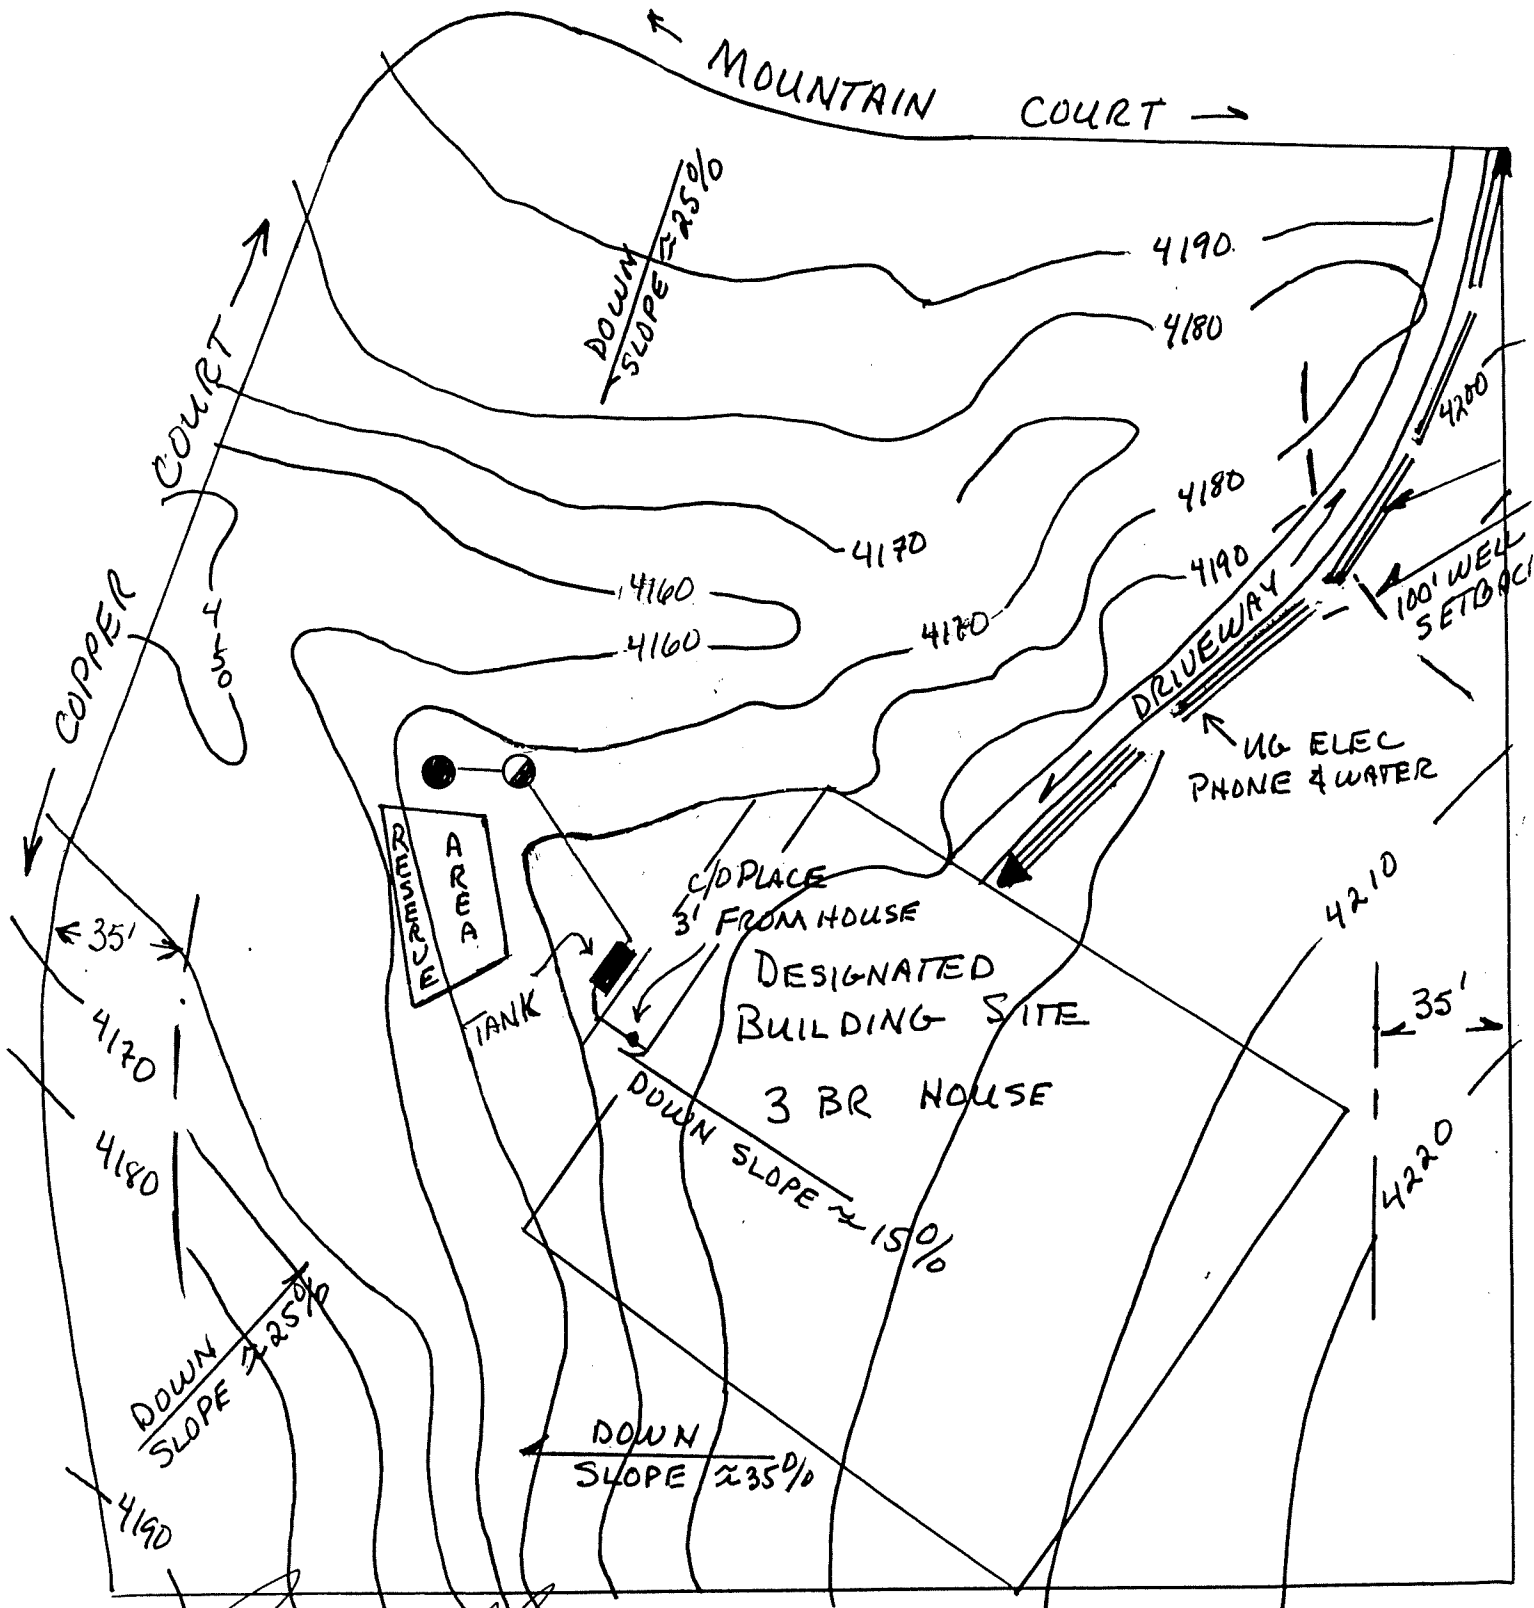 MOUNTAIN COURT
COPPER COURT
DOWN
SLOPE ≈25%
4190
4180
4200
4170
4180
4190
4160
4160
4170
4150
DRIVEWAY
100' WELL
SETBACK
UG ELEC
PHONE & WATER
RESERVE
AREA
C/O PLACE
3' FROM HOUSE
TANK
DESIGNATED
BUILDING SITE
3 BR HOUSE
DOWN SLOPE ≈ 15%
4210
35'
35'
4220
4170
4180
DOWN
SLOPE ≈25%
DOWN
SLOPE ≈35%
4190